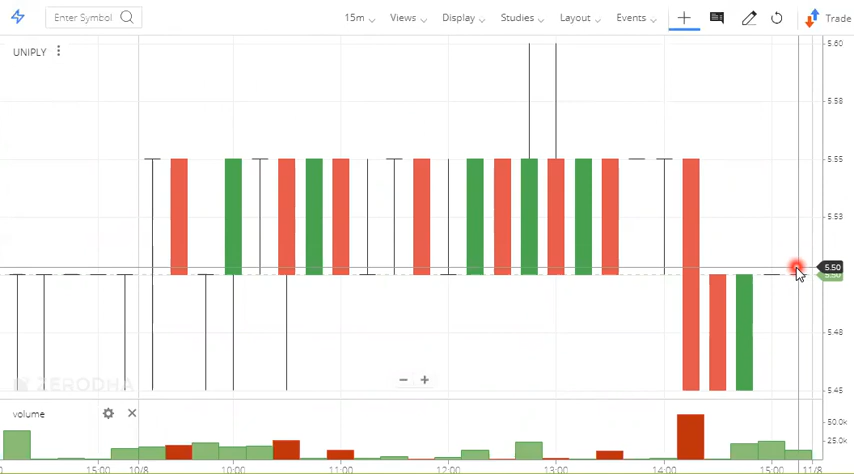 Enter Symbol 15m Views Display Studies Layout Events Trade
UNIPLY
5.60
5.58
5.55
5.53
5.50
5.50
5.48
5.45
ZERODHA
volume
50.0k
25.0k
15:00 10/8 10:00 11:00 12:00 13:00 14:00 15:00 11/8